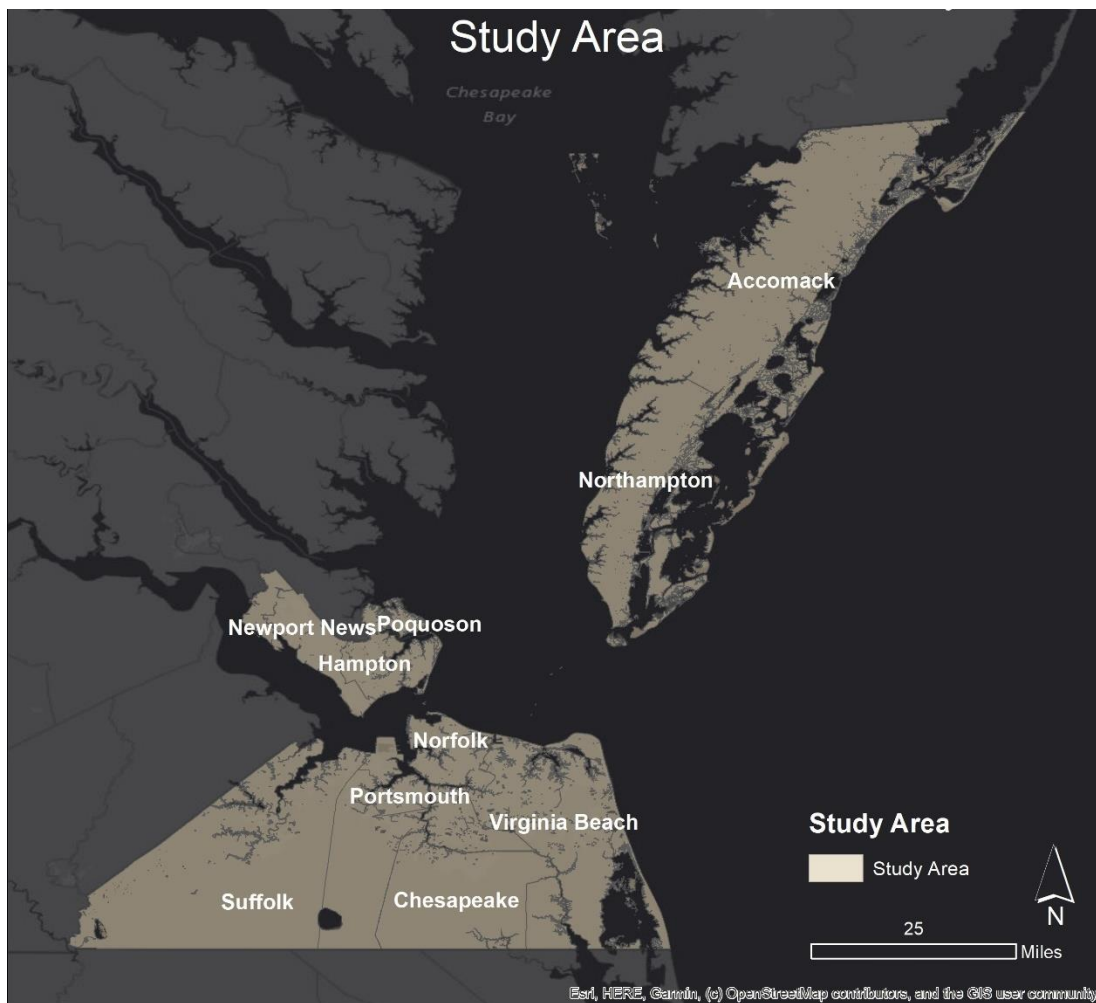 Study Area
Chesapeake
Bay
Accomack
Northampton
Newport News
Poquoson
Hampton
Norfolk
Portsmouth
Virginia Beach
Suffolk
Chesapeake
Study Area
Study Area
N
25
Miles
Esri, HERE, Garmin, (c) OpenStreetMap contributors, and the GIS user community